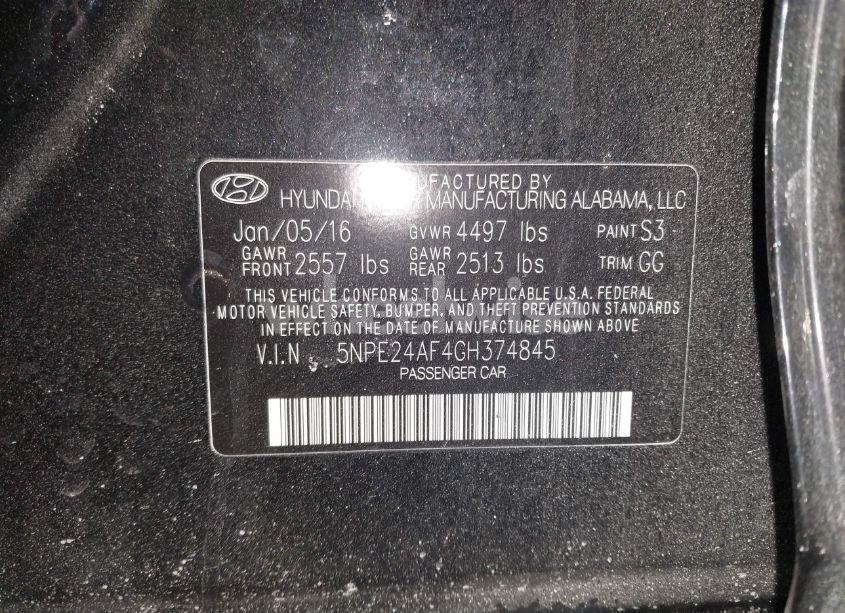 MANUFACTURED BY
HYUNDAI MANUFACTURING ALABAMA, LLC
Jan/05/16 GVWR 4497 lbs PAINT S3
GAWR FRONT 2557 lbs GAWR REAR 2513 lbs TRIM GG
THIS VEHICLE CONFORMS TO ALL APPLICABLE U.S.A. FEDERAL
MOTOR VEHICLE SAFETY, BUMPER, AND THEFT PREVENTION STANDARDS
IN EFFECT ON THE DATE OF MANUFACTURE SHOWN ABOVE
V.I.N 5NPE24AF4GH374845
PASSENGER CAR